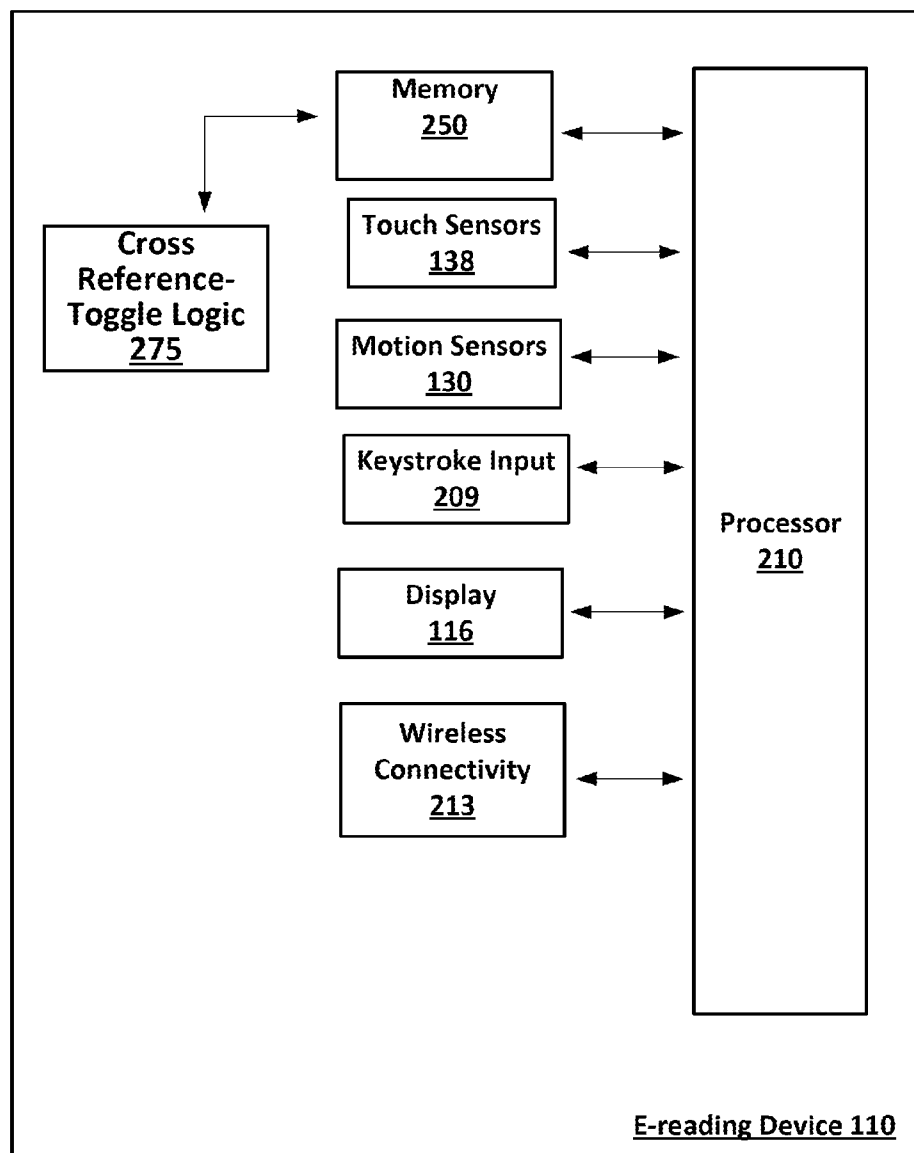 Memory
250
Cross
Reference-
Toggle Logic
275
Touch Sensors
138
Motion Sensors
130
Keystroke Input
209
Display
116
Wireless
Connectivity
213
Processor
210
E-reading Device 110